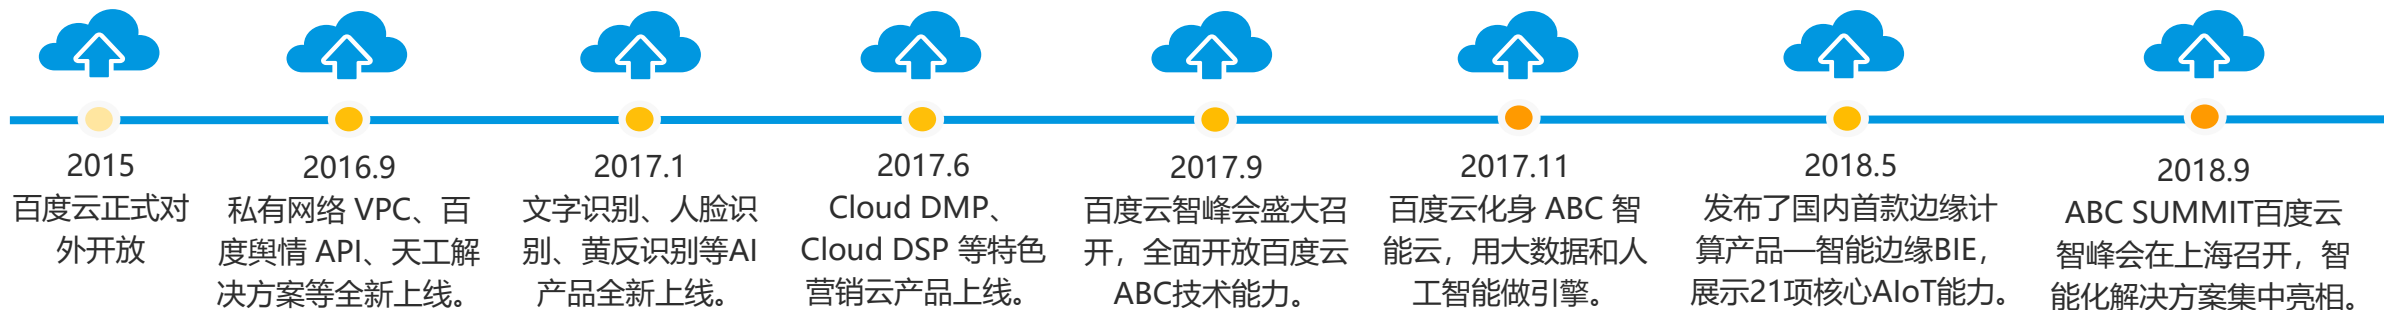 2015
百度云正式对
外开放
2016.9
私有网络 VPC、百
度舆情 API、天工解
决方案等全新上线。
2017.1
文字识别、人脸识
别、黄反识别等AI
产品全新上线。
2017.6
Cloud DMP、
Cloud DSP 等特色
营销云产品上线。
2017.9
百度云智峰会盛大召
开，全面开放百度云
ABC技术能力。
2017.11
百度云化身 ABC 智
能云，用大数据和人
工智能做引擎。
2018.5
发布了国内首款边缘计
算产品—智能边缘BIE，
展示21项核心AIoT能力。
2018.9
ABC SUMMIT百度云
智峰会在上海召开，智
能化解决方案集中亮相。